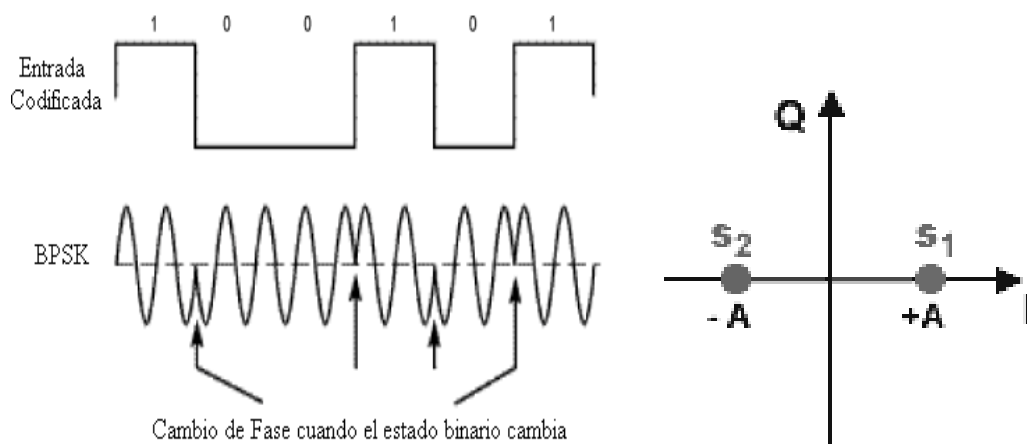 1 0 0 1 0 1
Entrada
Codificada
BPSK
Cambio de Fase cuando el estado binario cambia
Q
S2 S1
- A +A I